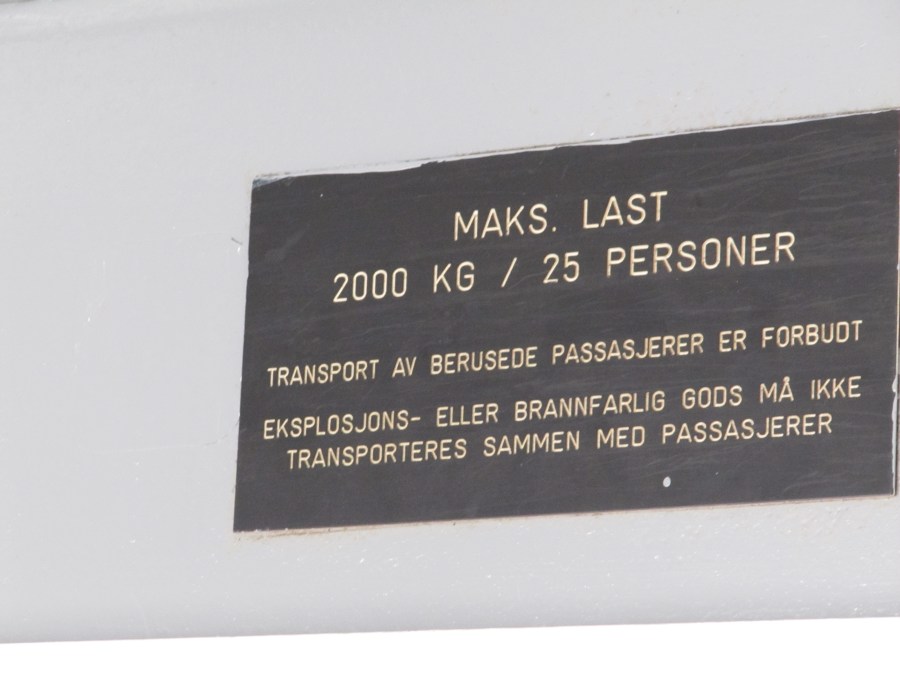 MAKS. LAST
2000 KG / 25 PERSONER
TRANSPORT AV BERUSEDE PASSASJERER ER FORBUDT
EKSPLOSJONS- ELLER BRANNFARLIG GODS MÅ IKKE
TRANSPORTERES SAMMEN MED PASSASJERER